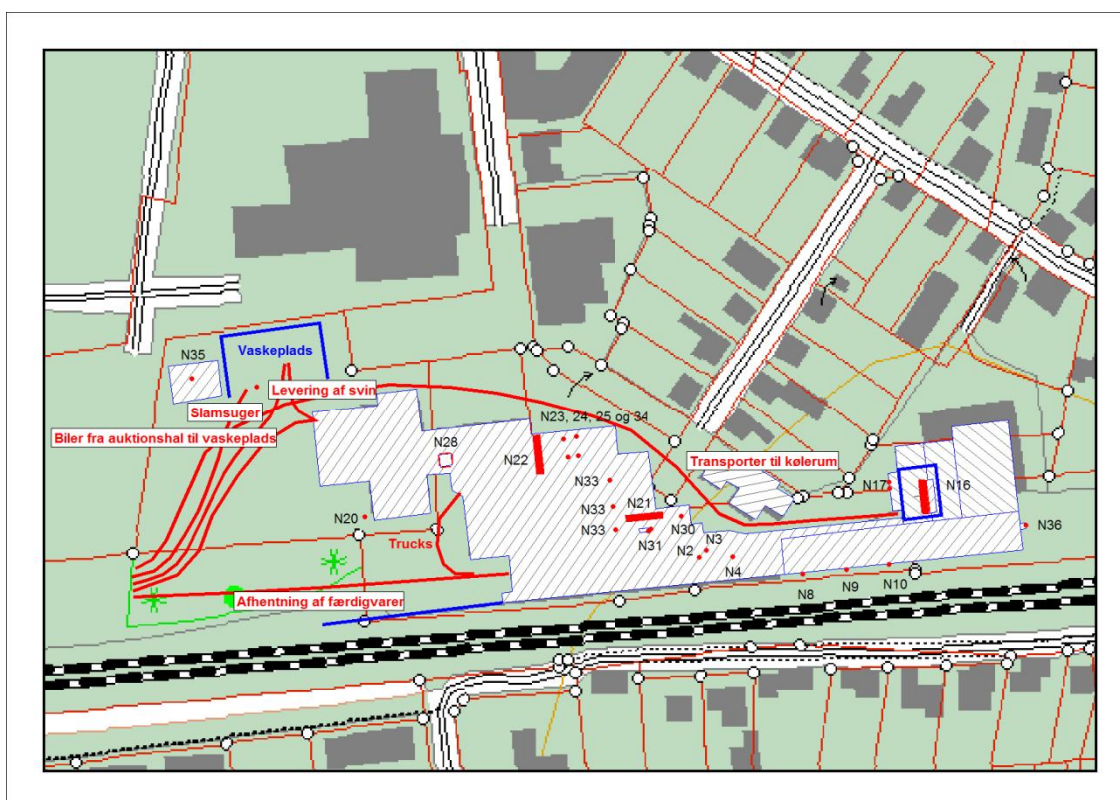 Vaskeplads
N35
Levering af svin
Slamsuger
N23, 24, 25 og 34
Biler fra auktionshal til vaskeplads
N28
N22
Transporter til kølerum
N33
N17
N16
N21
N33
N20
N33
N30
N31
N36
Trucks
N3
N2
N4
N8
N9
N10
Afhentning af færdigvarer